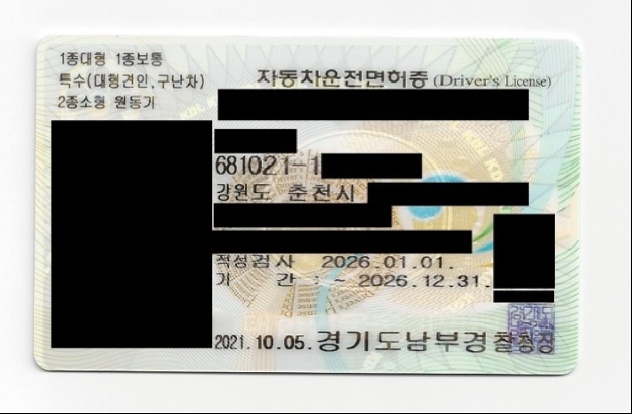 1종대형 1종보통
특수(대형견인,구난차)
2종소형 원동기
자동차운전면허증 (Driver's License)
681021-1
강원도 춘천시
적성검사 2026.01.01.
기 간 : ~ 2026.12.31.
2021.10.05. 경기도남부경찰청장